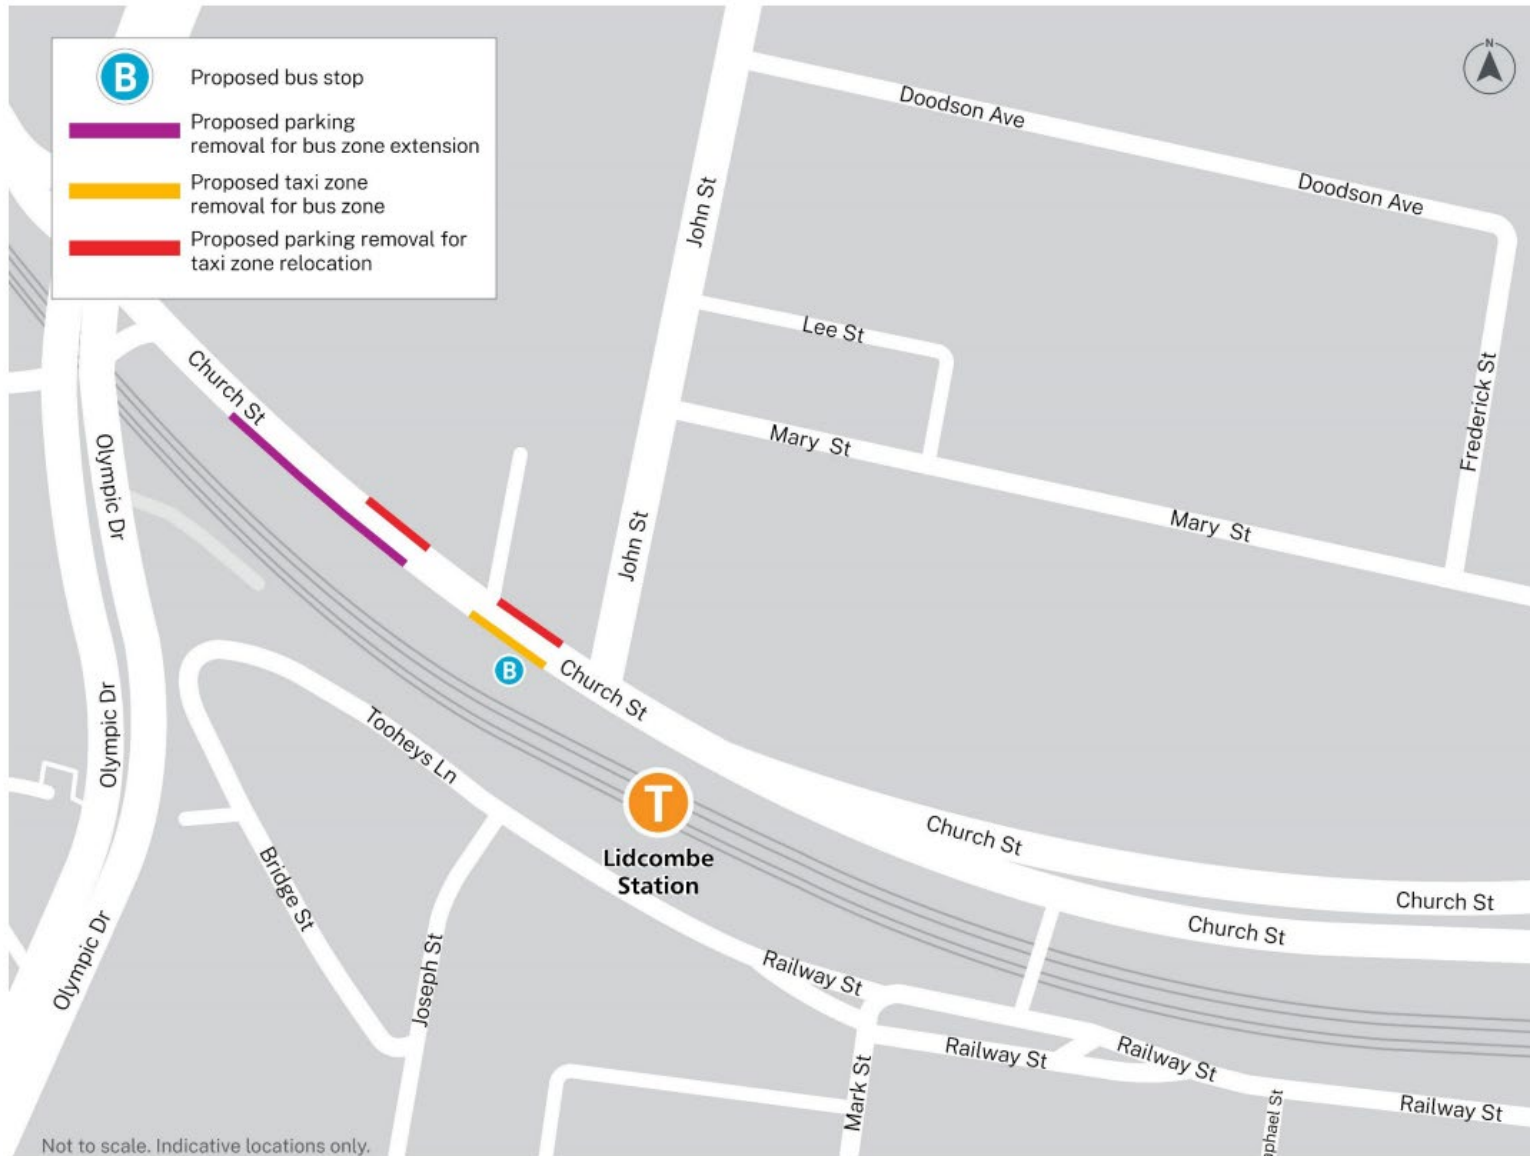 B
Proposed bus stop
Proposed parking
removal for bus zone extension
Proposed taxi zone
removal for bus zone
Proposed parking removal for
taxi zone relocation
N
Doodson Ave
Doodson Ave
John St
Lee St
Church St
Frederick St
Mary St
Olympic Dr
Mary St
John St
B
Church St
Olympic Dr
Tooheys Ln
T
Lidcombe
Station
Church St
Bridge St
Church St
Church St
Olympic Dr
Joseph St
Railway St
Railway St
Railway St
Mark St
Railway St
phael St
Not to scale. Indicative locations only.